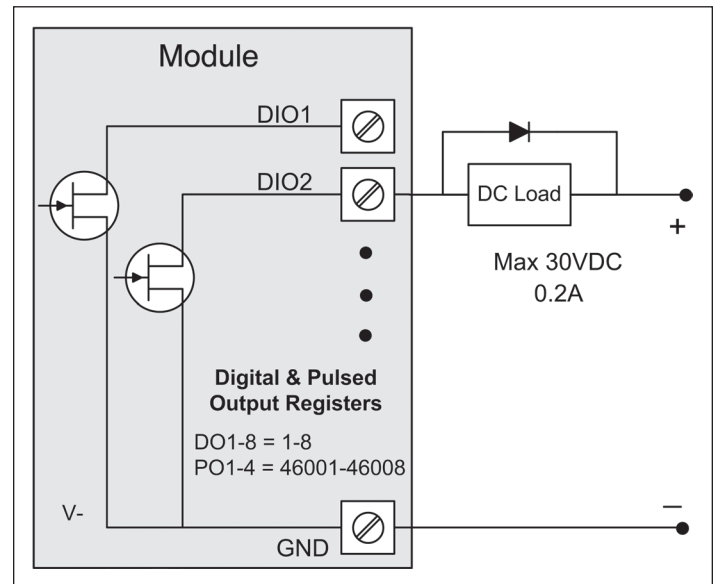 Module
DIO1
DIO2
DC Load
+
Max 30VDC
0.2A
Digital & Pulsed
Output Registers
DO1-8 = 1-8
PO1-4 = 46001-46008
V-
GND
–